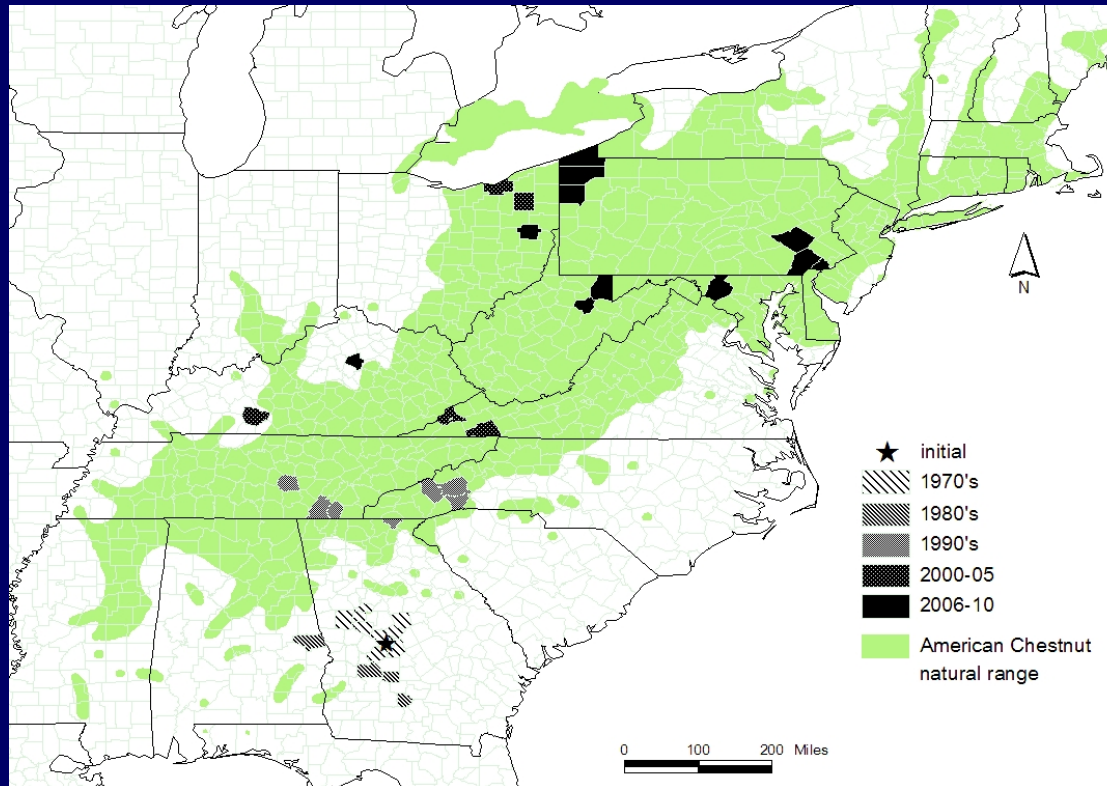 N
initial
1970's
1980's
1990's
2000-05
2006-10
American Chestnut
natural range
0 100 200 Miles